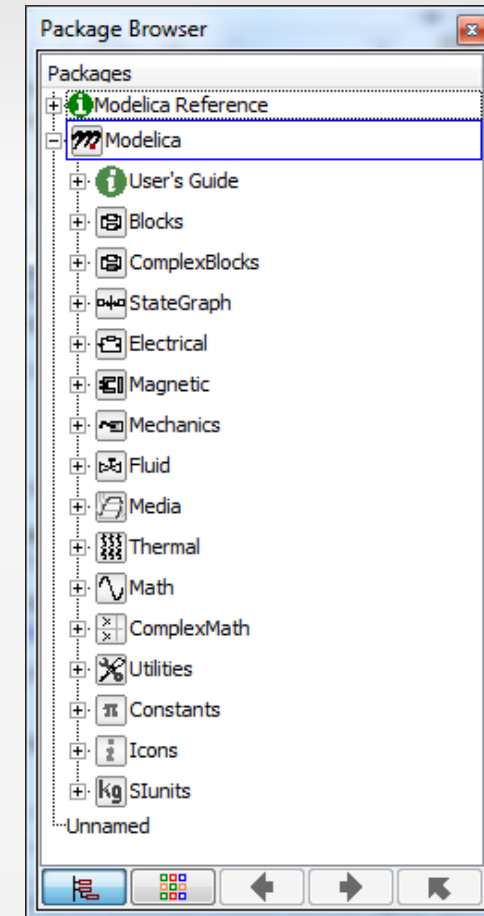 Package Browser
Packages
Modelica Reference
Modelica
User's Guide
Blocks
ComplexBlocks
StateGraph
Electrical
Magnetic
Mechanics
Fluid
Media
Thermal
Math
ComplexMath
Utilities
π Constants
i Icons
kg SIunits
Unnamed